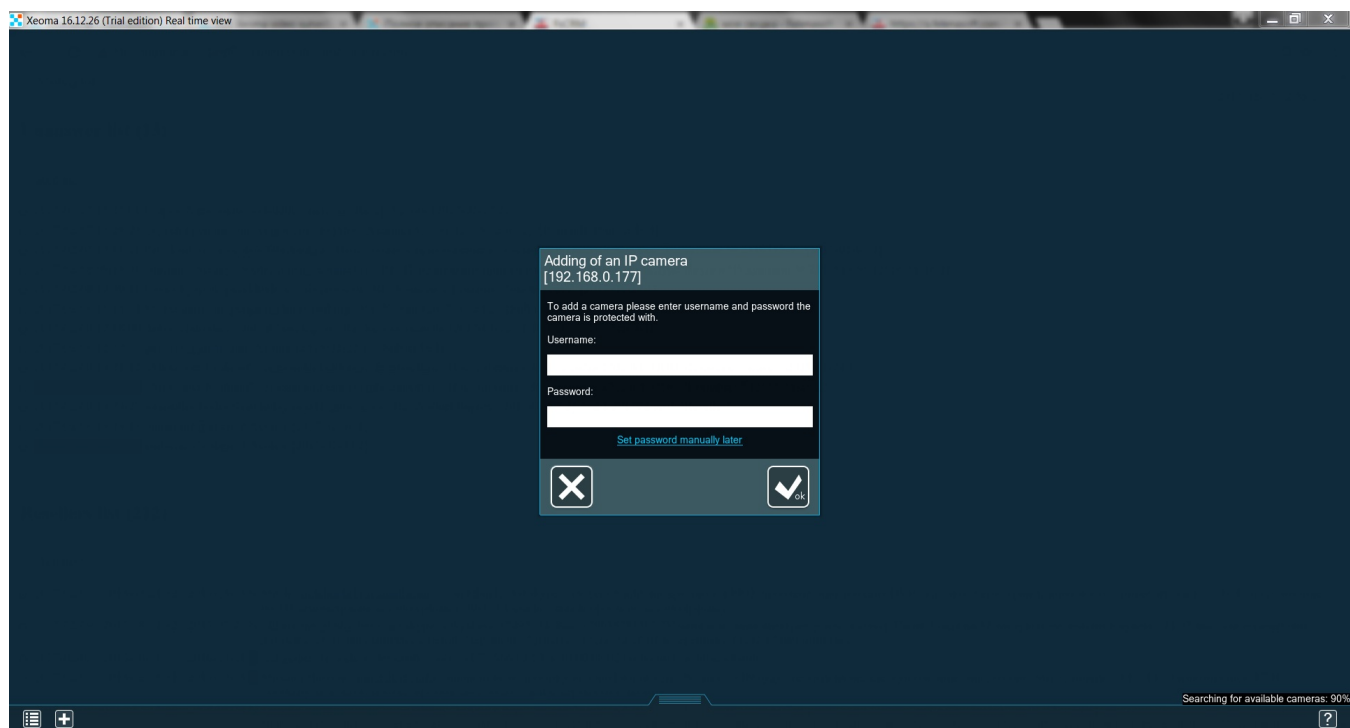 Xeoma 16.12.26 (Trial edition) Real time view
Adding of an IP camera
[192.168.0.177]
To add a camera please enter username and password the
camera is protected with.
Username:
Password:
Set password manually later
ok
Searching for available cameras: 90%
?